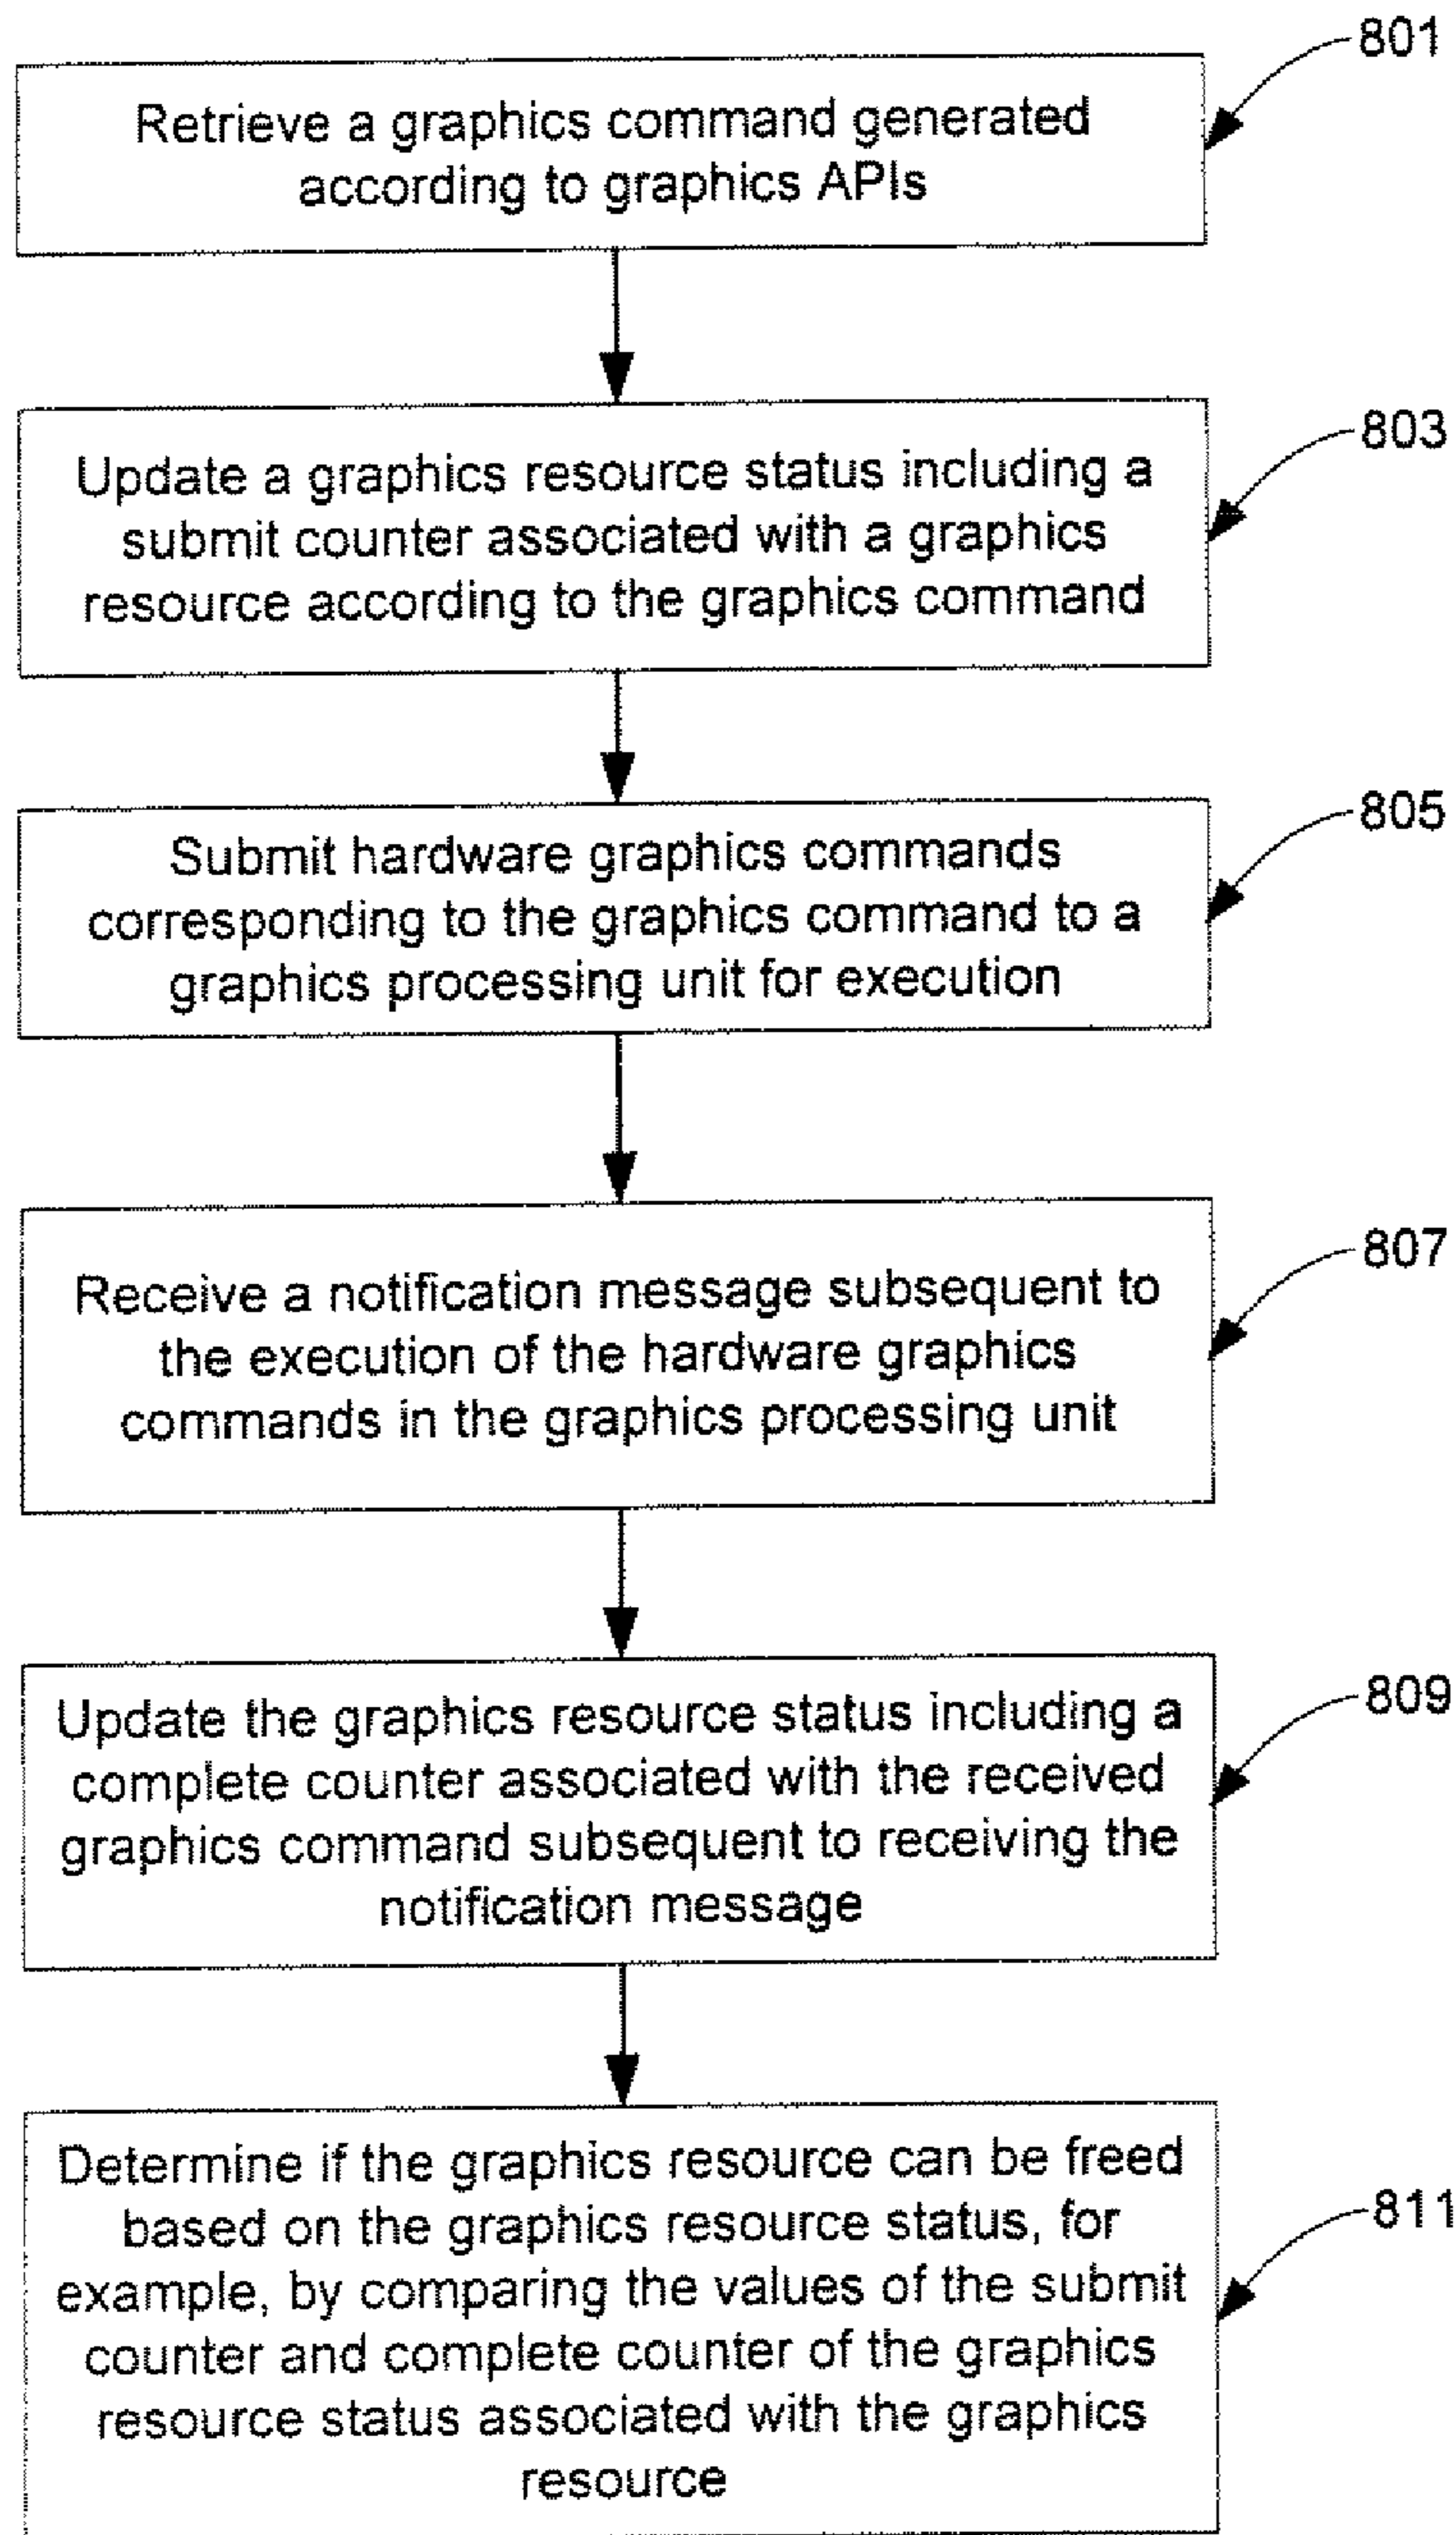 801
Retrieve a graphics command generated
according to graphics APIs
803
Update a graphics resource status including a
submit counter associated with a graphics
resource according to the graphics command
805
Submit hardware graphics commands
corresponding to the graphics command to a
graphics processing unit for execution
807
Receive a notification message subsequent to
the execution of the hardware graphics
commands in the graphics processing unit
809
Update the graphics resource status including a
complete counter associated with the received
graphics command subsequent to receiving the
notification message
811
Determine if the graphics resource can be freed
based on the graphics resource status, for
example, by comparing the values of the submit
counter and complete counter of the graphics
resource status associated with the graphics
resource